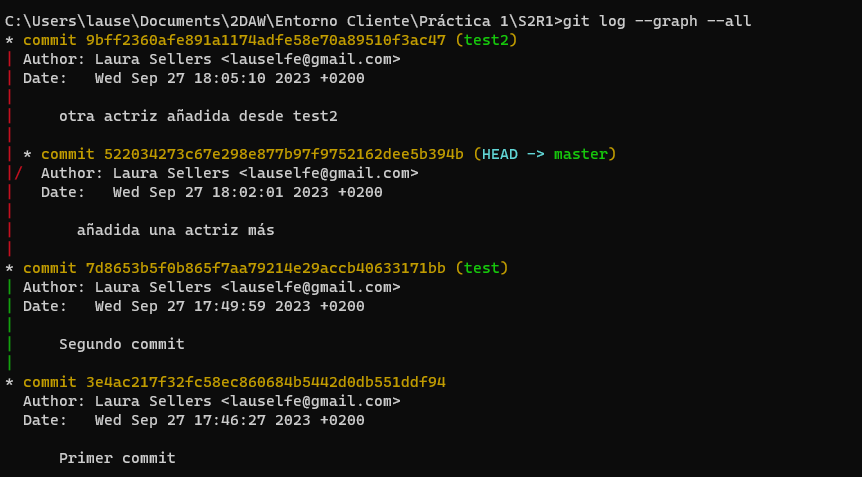 C:\Users\lause\Documents\2DAW\Entorno Cliente\Práctica 1\S2R1>git log --graph --all
* commit 9bff2360afe891a1174adfe58e70a89510f3ac47 (test2)
| Author: Laura Sellers <lauselfe@gmail.com>
| Date:   Wed Sep 27 18:05:10 2023 +0200
|
|     otra actriz añadida desde test2
|
| * commit 522034273c67e298e877b97f9752162dee5b394b (HEAD -> master)
|/  Author: Laura Sellers <lauselfe@gmail.com>
|   Date:   Wed Sep 27 18:02:01 2023 +0200
|
|       añadida una actriz más
|
* commit 7d8653b5f0b865f7aa79214e29accb40633171bb (test)
| Author: Laura Sellers <lauselfe@gmail.com>
| Date:   Wed Sep 27 17:49:59 2023 +0200
|
|     Segundo commit
|
* commit 3e4ac217f32fc58ec860684b5442d0db551ddf94
  Author: Laura Sellers <lauselfe@gmail.com>
  Date:   Wed Sep 27 17:46:27 2023 +0200

      Primer commit